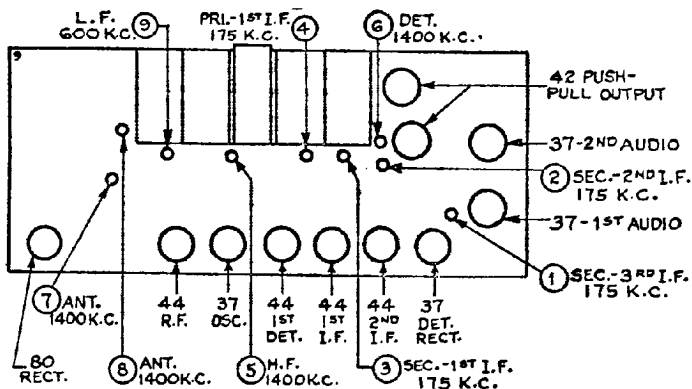 L.F. 600 K.C. 9
PRI.-1ST I.F. 175 K.C. 4
6 DET. 1400 K.C.
9
42 PUSH-
PULL OUTPUT
37-2ND AUDIO
2 SEC.-2ND I.F.
175 K.C.
37-1ST AUDIO
1 SEC.-3RD I.F.
175 K.C.
7 ANT.
1400 K.C.
44
R.F.
37
OSC.
44
1ST
DET.
44
1ST
I.F.
44
2ND
I.F.
37
DET.
RECT.
80
RECT.
8 ANT.
1400 K.C.
5 H.F.
1400 K.C.
3 SEC.-1ST I.F.
175 K.C.